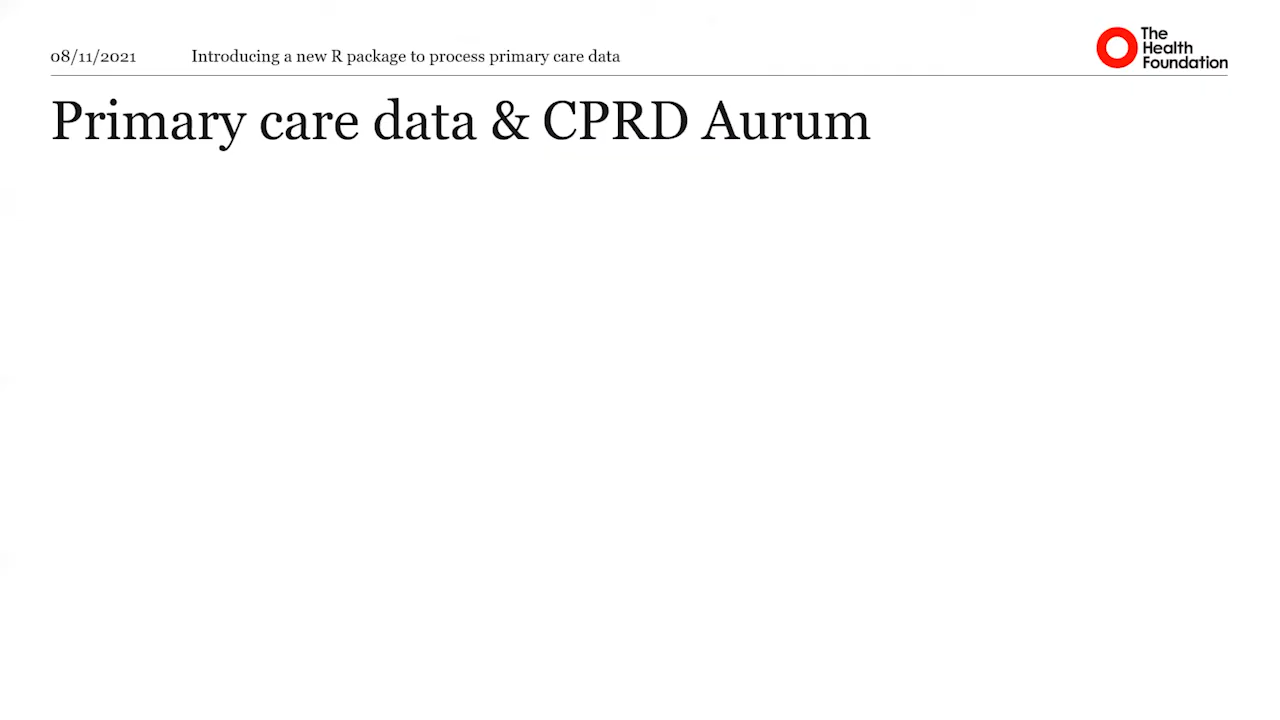 08/11/2021 Introducing a new R package to process primary care data
The
Health
Foundation
Primary care data & CPRD Aurum